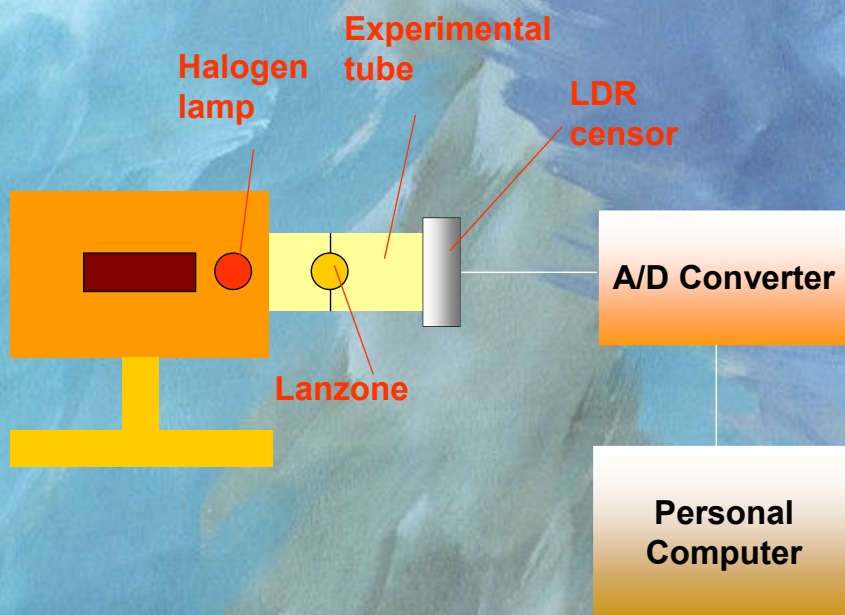 Halogen
lamp
Experimental
tube
LDR
censor
A/D Converter
Lanzone
Personal
Computer